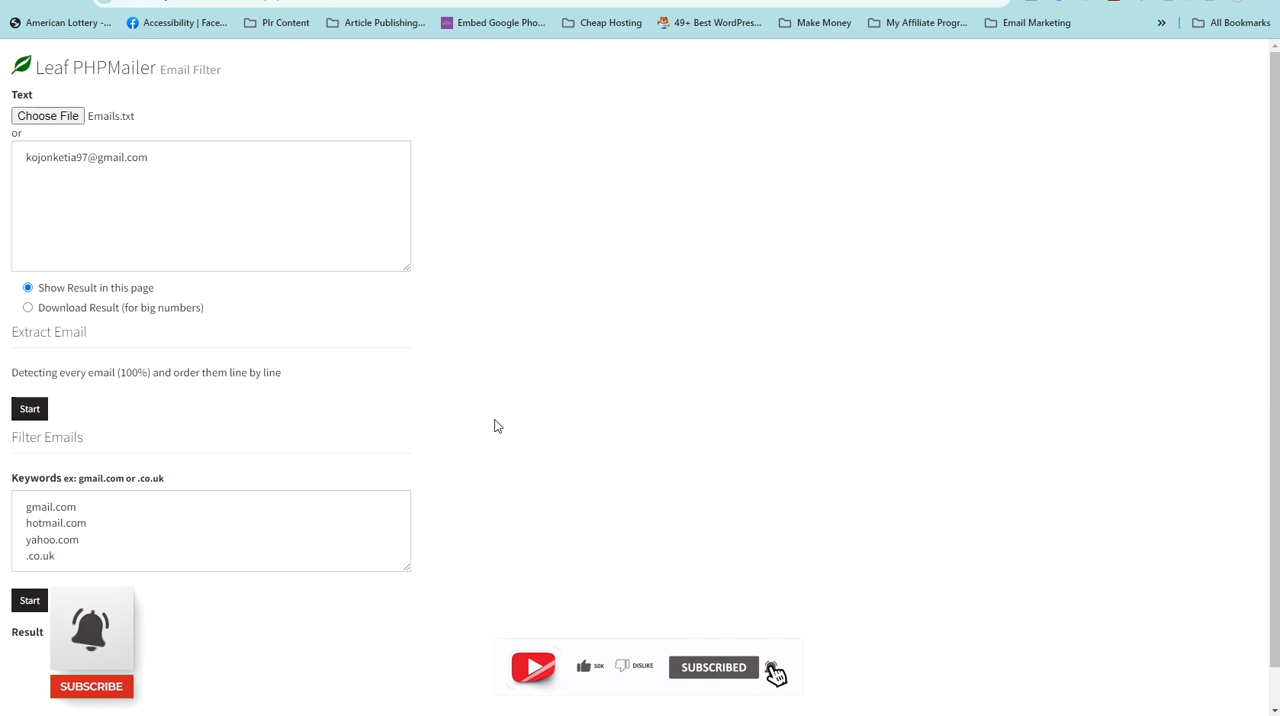 American Lottery -...
Accessibility | Face...
Plr Content
Article Publishing...
Embed Google Pho...
Cheap Hosting
49+ Best WordPres...
Make Money
My Affiliate Progr...
Email Marketing
»
All Bookmarks
Leaf PHPMailer Email Filter
Text
Choose File Emails.txt
or
kojonketia97@gmail.com
Show Result in this page
Download Result (for big numbers)
Extract Email
Detecting every email (100%) and order them line by line
Start
Filter Emails
Keywords ex: gmail.com or .co.uk
gmail.com
hotmail.com
yahoo.com
.co.uk
Start
Result
SUBSCRIBE
50K
DISLIKE
SUBSCRIBED